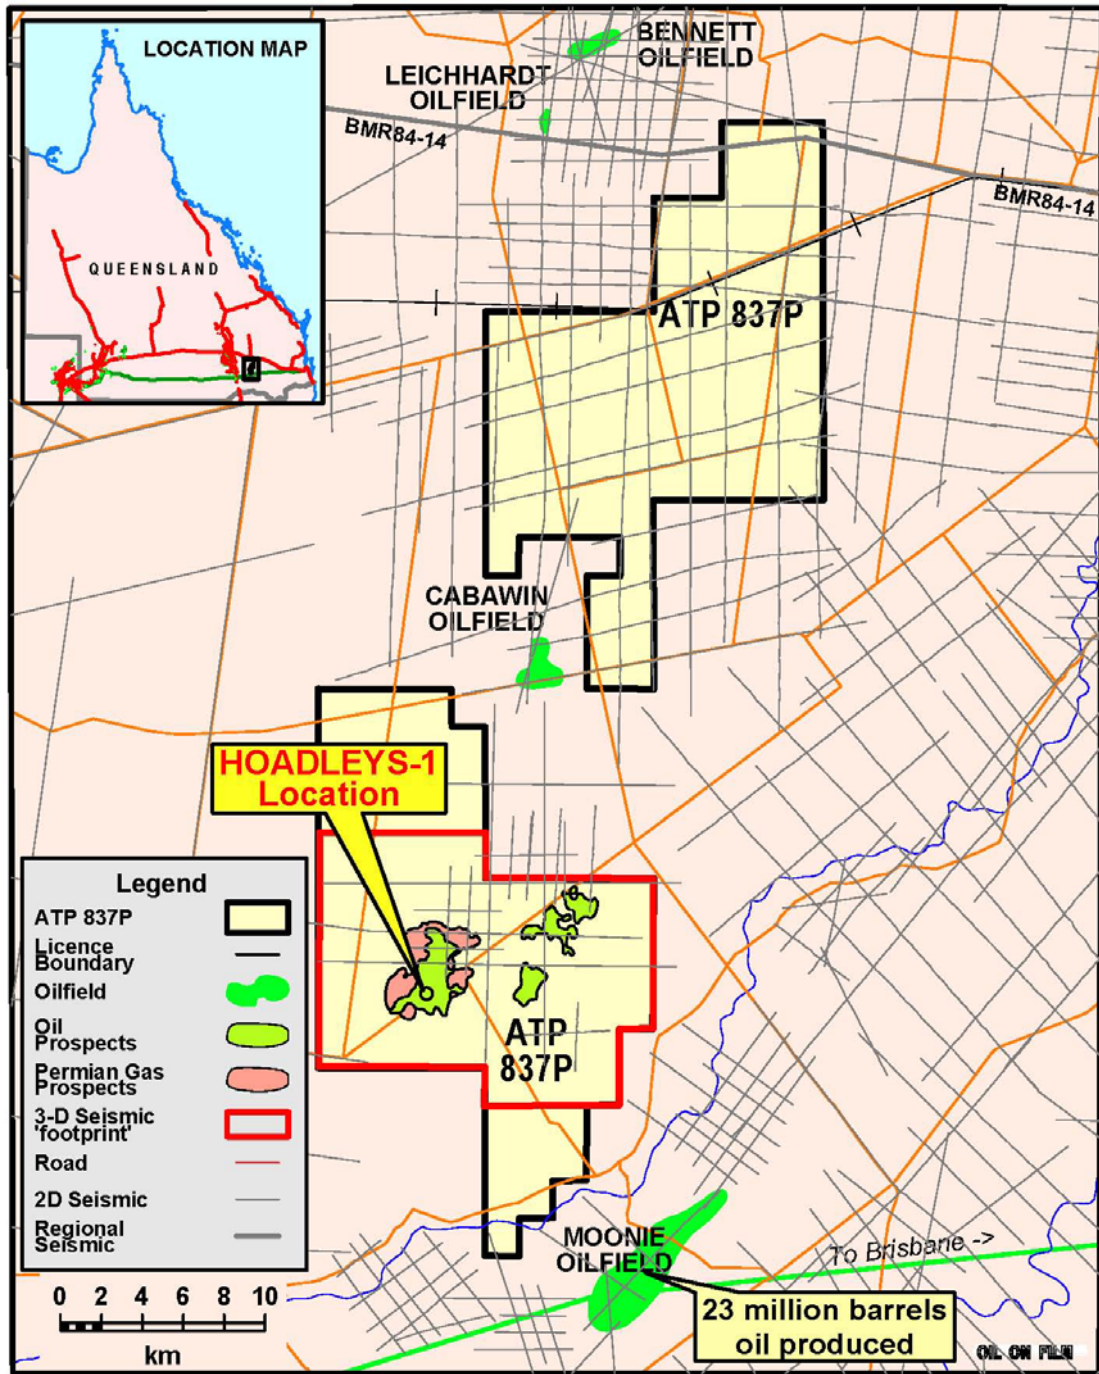 LOCATION MAP
QUEENSLAND
BENNETT
OILFIELD
LEICHHARDT
OILFIELD
BMR84-14
BMR84-14
ATP 837P
CABAWIN
OILFIELD
HOADLEYS-1
Location
ATP
837P
Legend
ATP 837P
Licence
Boundary
Oilfield
Oil
Prospects
Permian Gas
Prospects
3-D Seismic
'footprint'
Road
2D Seismic
Regional
Seismic
MOONIE
OILFIELD
To Brisbane ->
23 million barrels
oil produced
0 2 4 6 8 10
km
OIL ON FILM